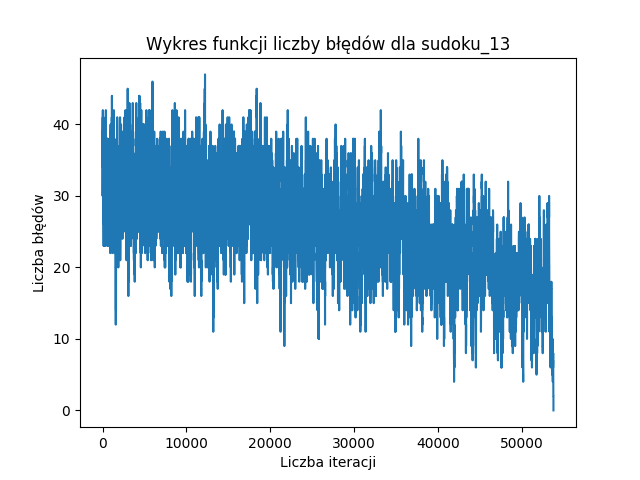 Wykres funkcji liczby błędów dla sudoku_13
40
30
20
10
0
Liczba błędów
0 10000 20000 30000 40000 50000
Liczba iteracji